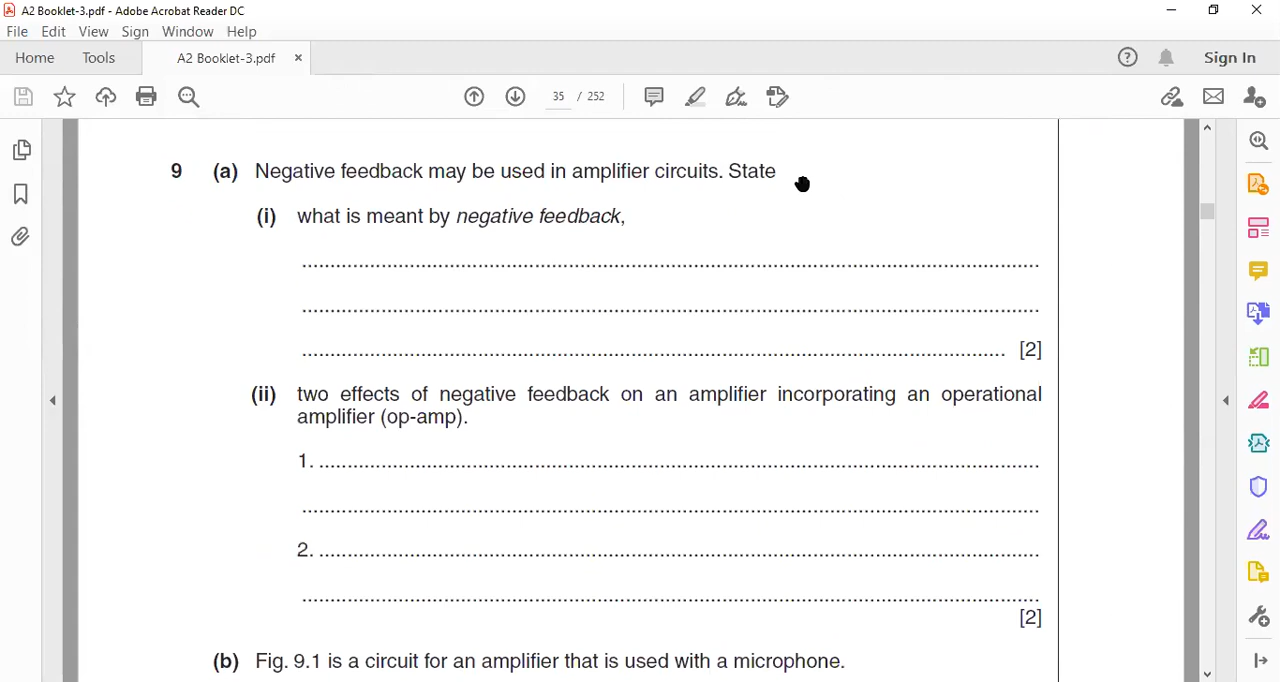 A2 Booklet-3.pdf - Adobe Acrobat Reader DC
File Edit View Sign Window Help
Home Tools A2 Booklet-3.pdf × Sign In
35 / 252
9 (a) Negative feedback may be used in amplifier circuits. State
(i) what is meant by negative feedback,
..........................................................................................................................................
..........................................................................................................................................
.................................................................................................................................... [2]
(ii) two effects of negative feedback on an amplifier incorporating an operational
amplifier (op-amp).
1. ......................................................................................................................................
..........................................................................................................................................
2. ......................................................................................................................................
..........................................................................................................................................
[2]
(b) Fig. 9.1 is a circuit for an amplifier that is used with a microphone.